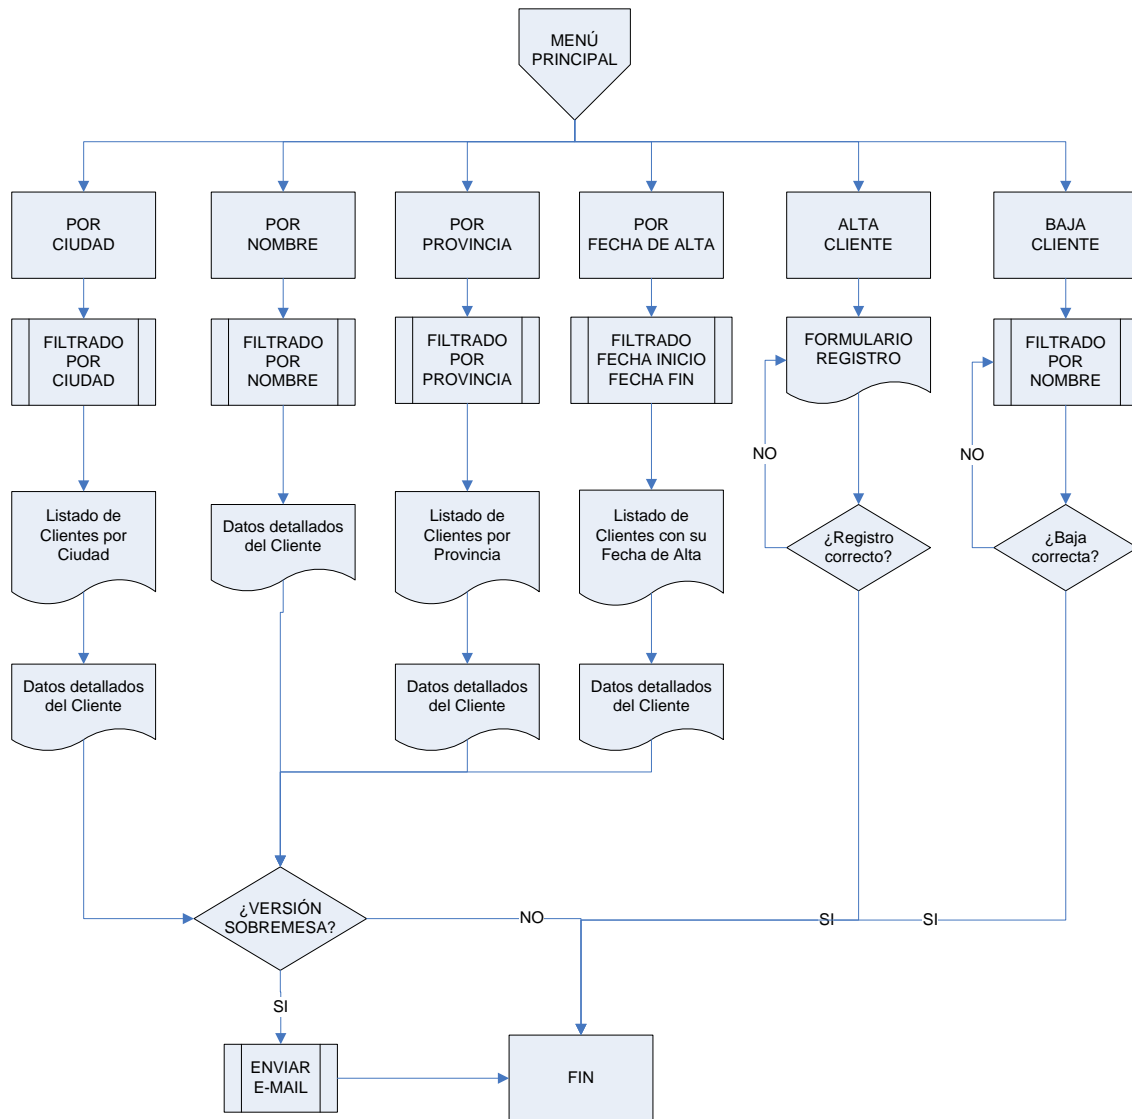 MENÚ
PRINCIPAL
POR
CIUDAD
POR
NOMBRE
POR
PROVINCIA
POR
FECHA DE ALTA
ALTA
CLIENTE
BAJA
CLIENTE
FILTRADO
POR
CIUDAD
FILTRADO
POR
NOMBRE
FILTRADO
POR
PROVINCIA
FILTRADO
FECHA INICIO
FECHA FIN
FORMULARIO
REGISTRO
FILTRADO
POR
NOMBRE
NO
NO
Listado de
Clientes por
Ciudad
Datos detallados
del Cliente
Listado de
Clientes por
Provincia
Listado de
Clientes con su
Fecha de Alta
¿Registro
correcto?
¿Baja
correcta?
Datos detallados
del Cliente
Datos detallados
del Cliente
Datos detallados
del Cliente
¿VERSIÓN
SOBREMESA?
NO
SI
SI
SI
ENVIAR
E-MAIL
FIN